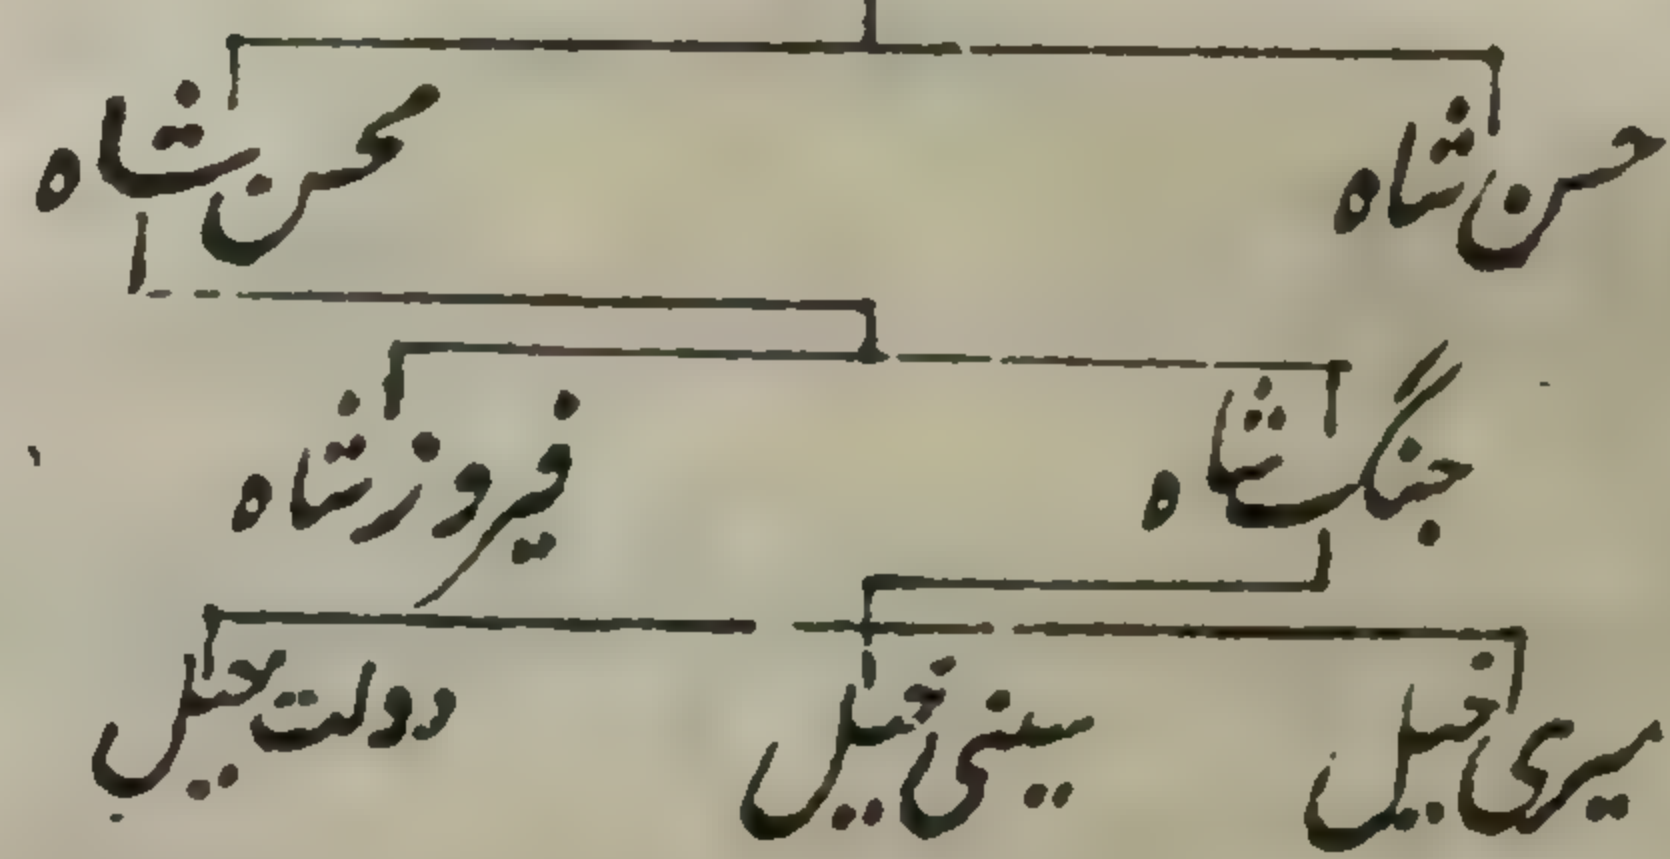 حسن شاہ محسن شاہ
جنگ شاہ فیروز شاہ
میری خیل سینی خیل دولت خیل